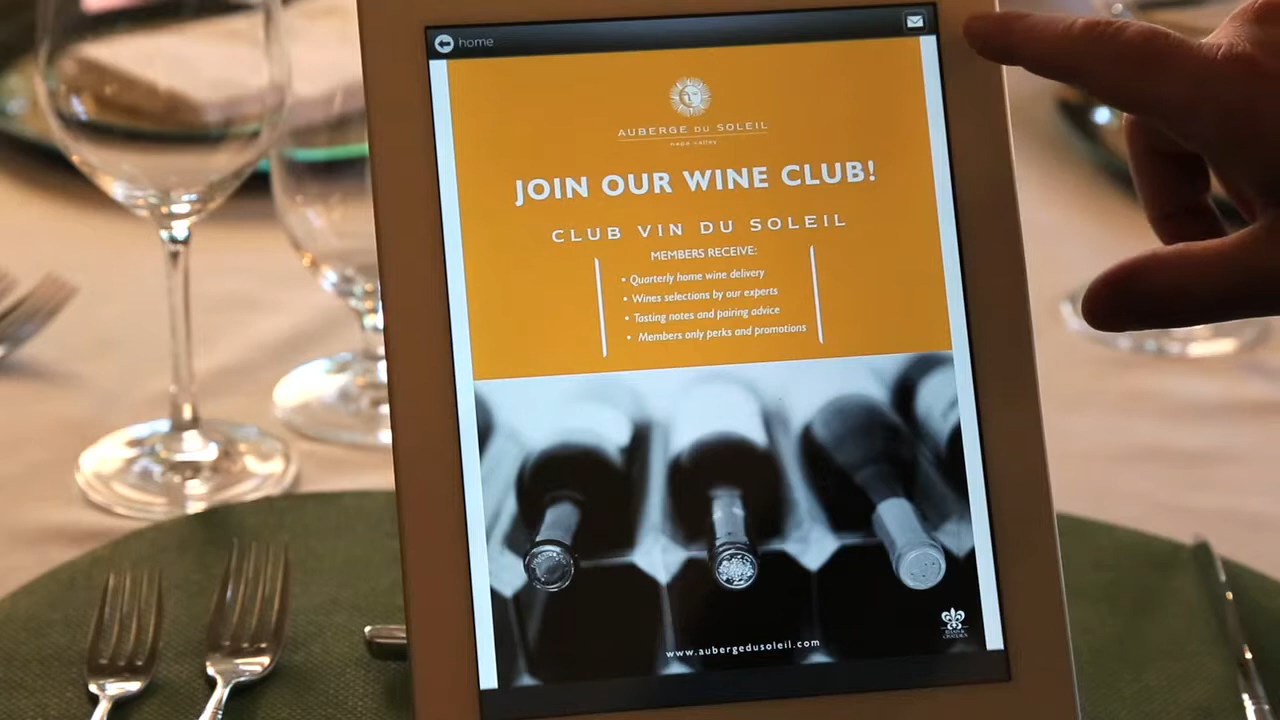 home
AUBERGE DU SOLEIL
napa valley
JOIN OUR WINE CLUB!
CLUB VIN DU SOLEIL
MEMBERS RECEIVE:
• Quarterly home wine delivery
• Wines selections by our experts
• Tasting notes and pairing advice
• Members only perks and promotions
RELAIS &
CHATEAUX
www.aubergedusoleil.com